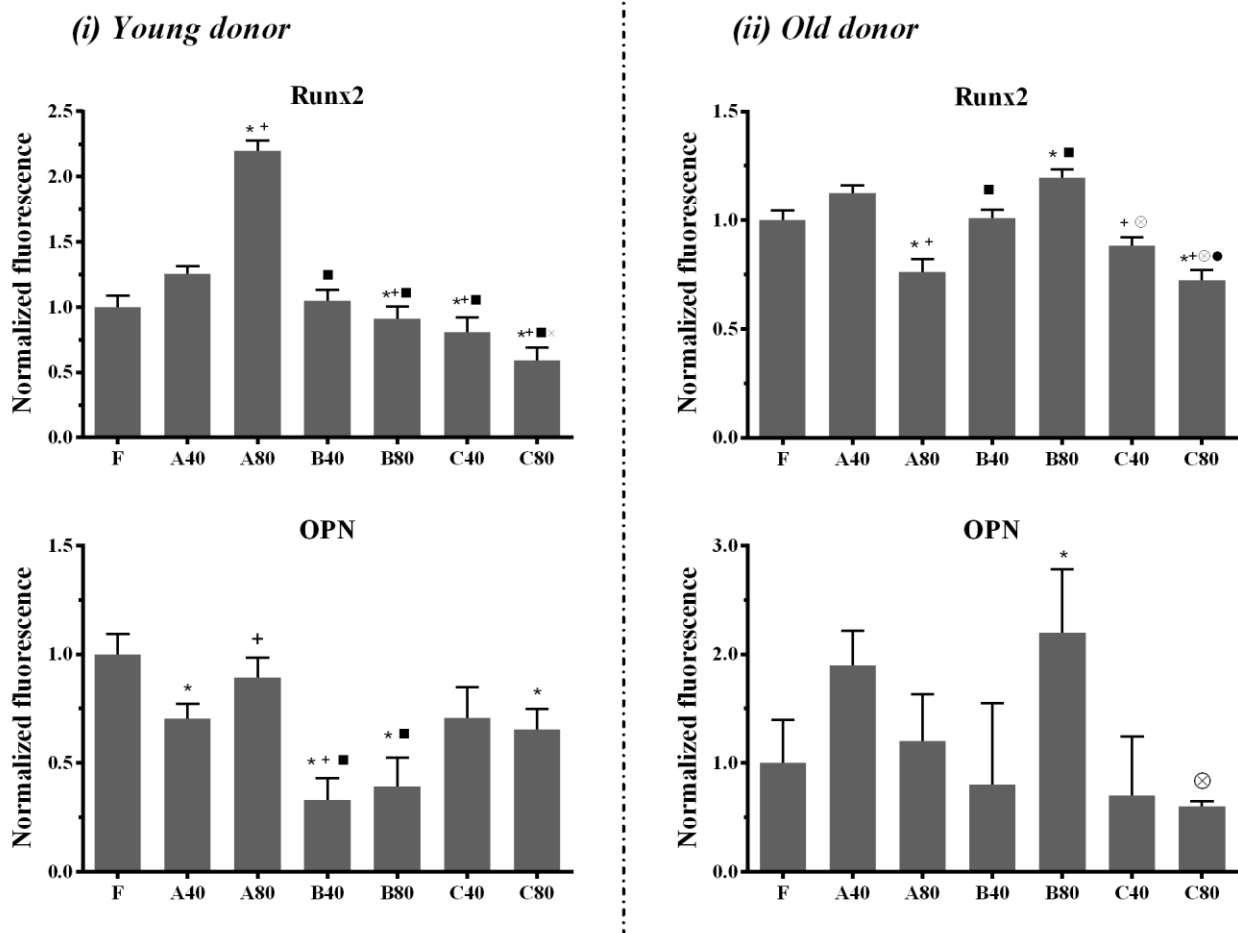 (i) Young donor
Runx2
Normalized fluorescence
2.5
2.0
1.5
1.0
0.5
0.0
* +
■
*+■
*+■
*+■⊗
F A40 A80 B40 B80 C40 C80
OPN
Normalized fluorescence
1.5
1.0
0.5
0.0
*
+
* + ■
* ■
*
F A40 A80 B40 B80 C40 C80
(ii) Old donor
Runx2
Normalized fluorescence
1.5
1.0
0.5
0.0
* +
■
* ■
+ ⊗
*+⊗●
F A40 A80 B40 B80 C40 C80
OPN
Normalized fluorescence
3.0
2.0
1.0
0.0
*
⊗
F A40 A80 B40 B80 C40 C80